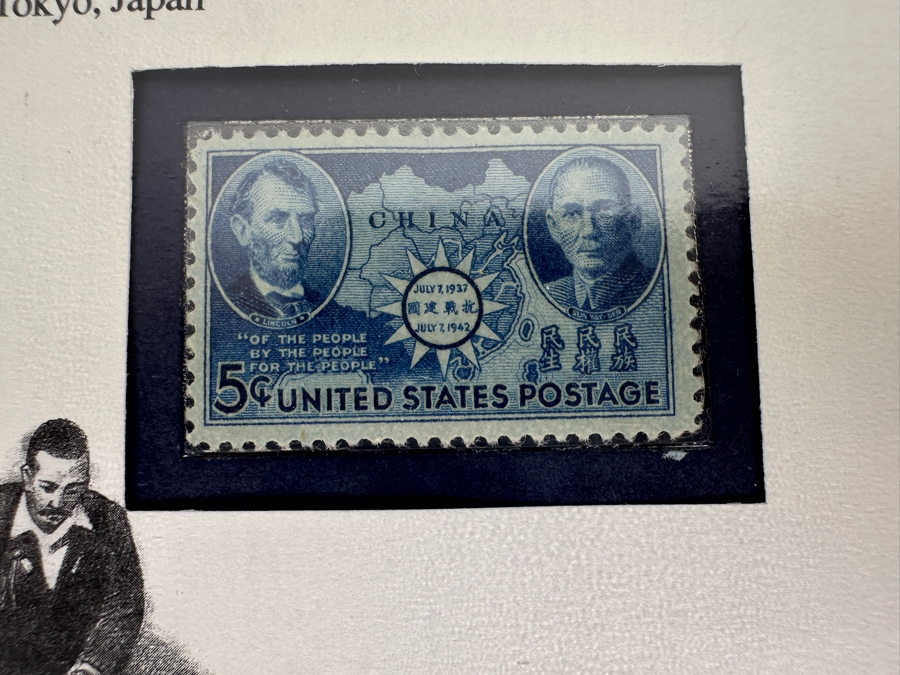 Tokyo, Japan
CHINA
JULY 7, 1937
國建戰抗
JULY 7, 1942
LINCOLN
SUN YAT-SEN
"OF THE PEOPLE
BY THE PEOPLE
FOR THE PEOPLE"
民民民
生權族
5¢ UNITED STATES POSTAGE